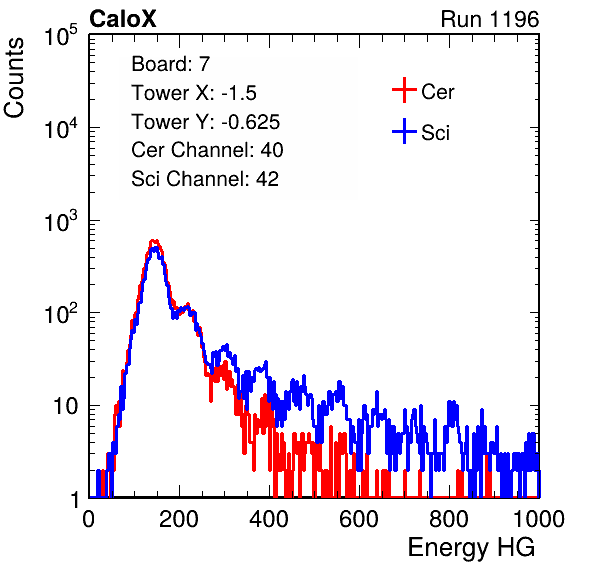 CaloX
Run 1196
Board: 7
Tower X: -1.5
Tower Y: -0.625
Cer Channel: 40
Sci Channel: 42
Cer
Sci
Counts
10^5
10^4
10^3
10^2
10
1
0 200 400 600 800 1000
Energy HG